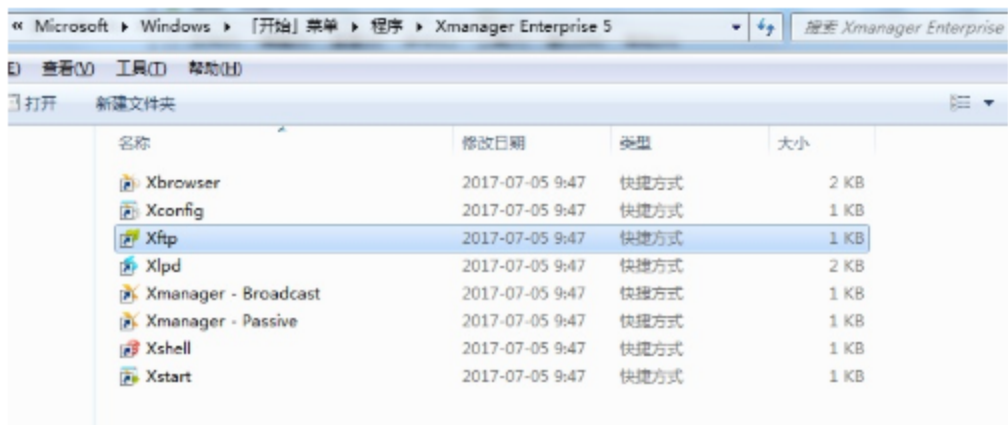 « Microsoft ▸ Windows ▸ 「开始」菜单 ▸ 程序 ▸ Xmanager Enterprise 5 搜索 Xmanager Enterprise
E) 查看(V) 工具(T) 帮助(H)
打开 新建文件夹
名称 修改日期 类型 大小
Xbrowser 2017-07-05 9:47 快捷方式 2 KB
Xconfig 2017-07-05 9:47 快捷方式 1 KB
Xftp 2017-07-05 9:47 快捷方式 1 KB
Xlpd 2017-07-05 9:47 快捷方式 2 KB
Xmanager - Broadcast 2017-07-05 9:47 快捷方式 1 KB
Xmanager - Passive 2017-07-05 9:47 快捷方式 1 KB
Xshell 2017-07-05 9:47 快捷方式 1 KB
Xstart 2017-07-05 9:47 快捷方式 1 KB